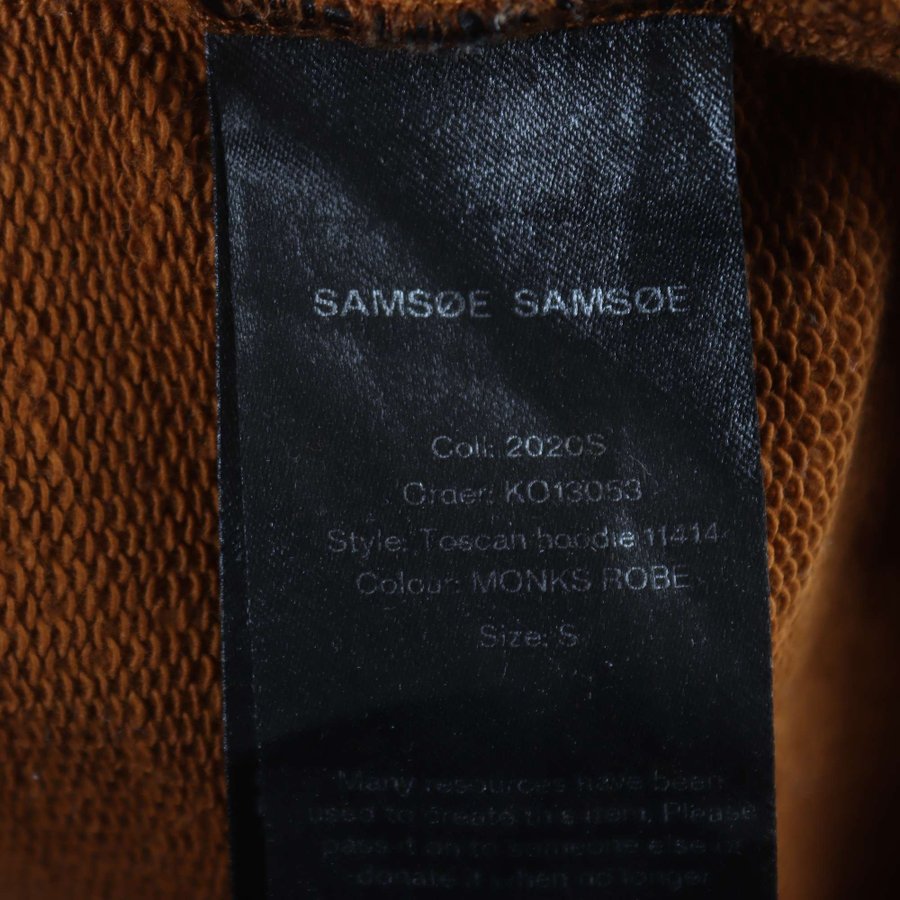 SAMSØE SAMSØE
Coll: 2020S
Order: KO13053
Style: Toscan hoodie 11414
Colour: MONKS ROBE
Size: S
Many resources have been
used to create this item. Please
pass it on to someone else or
donate it when no longer